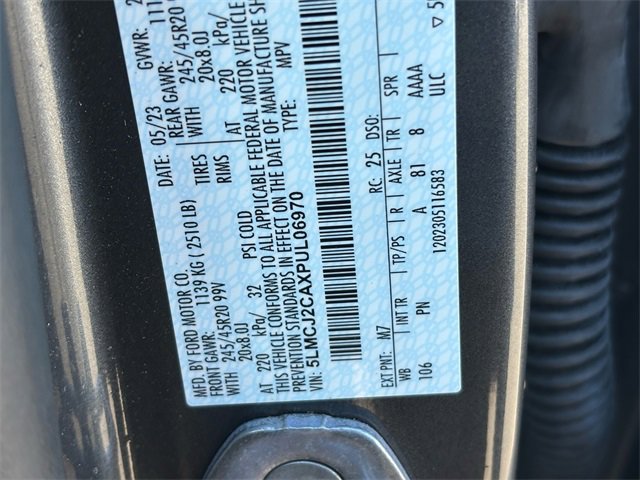 MFD. BY FORD MOTOR CO.
DATE: 05/23 GVWR:
FRONT GAWR: REAR GAWR:
1139 KG ( 2510 LB)
245/45R20 99V TIRES WITH 245/45R20
20x8.0J RIMS 20x8.0J
AT 220 kPa/ 32 PSI COLD AT 220 kPa/
THIS VEHICLE CONFORMS TO ALL APPLICABLE FEDERAL MOTOR VEHICLE
PREVENTION STANDARDS IN EFFECT ON THE DATE OF MANUFACTURE SH
VIN: 5LMCJ2CAXPUL06970 TYPE: MPV
EXT PNT: M7 RC: 25 DSO:
WB INT TR TP/PS R AXLE TR SPR
106 PN A 81 8 AAAA
12023051165B3 ULC